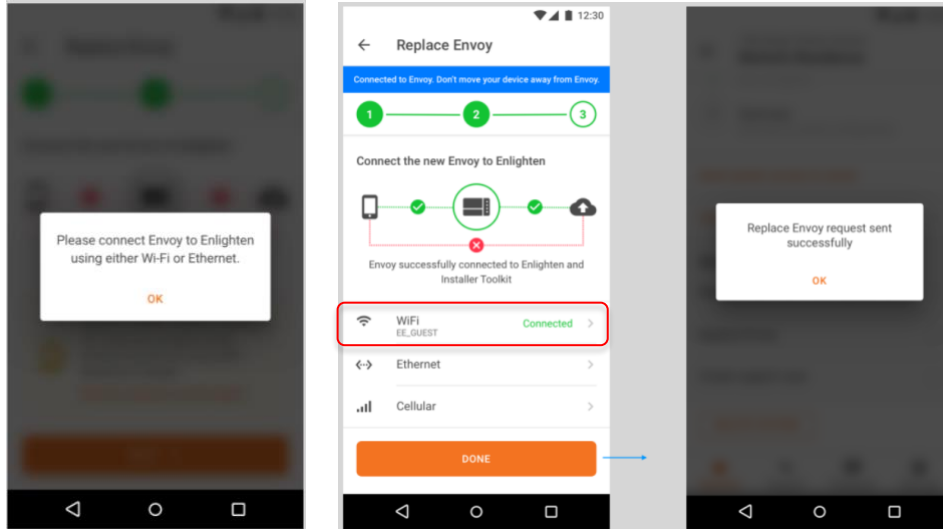 Please connect Envoy to Enlighten
using either Wi-Fi or Ethernet.
OK
12:30
Replace Envoy
Connected to Envoy. Don't move your device away from Envoy.
1
2
3
Connect the new Envoy to Enlighten
Envoy successfully connected to Enlighten and
Installer Toolkit
WiFi
Connected
EE_GUEST
Ethernet
Cellular
DONE
Replace Envoy request sent
successfully
OK